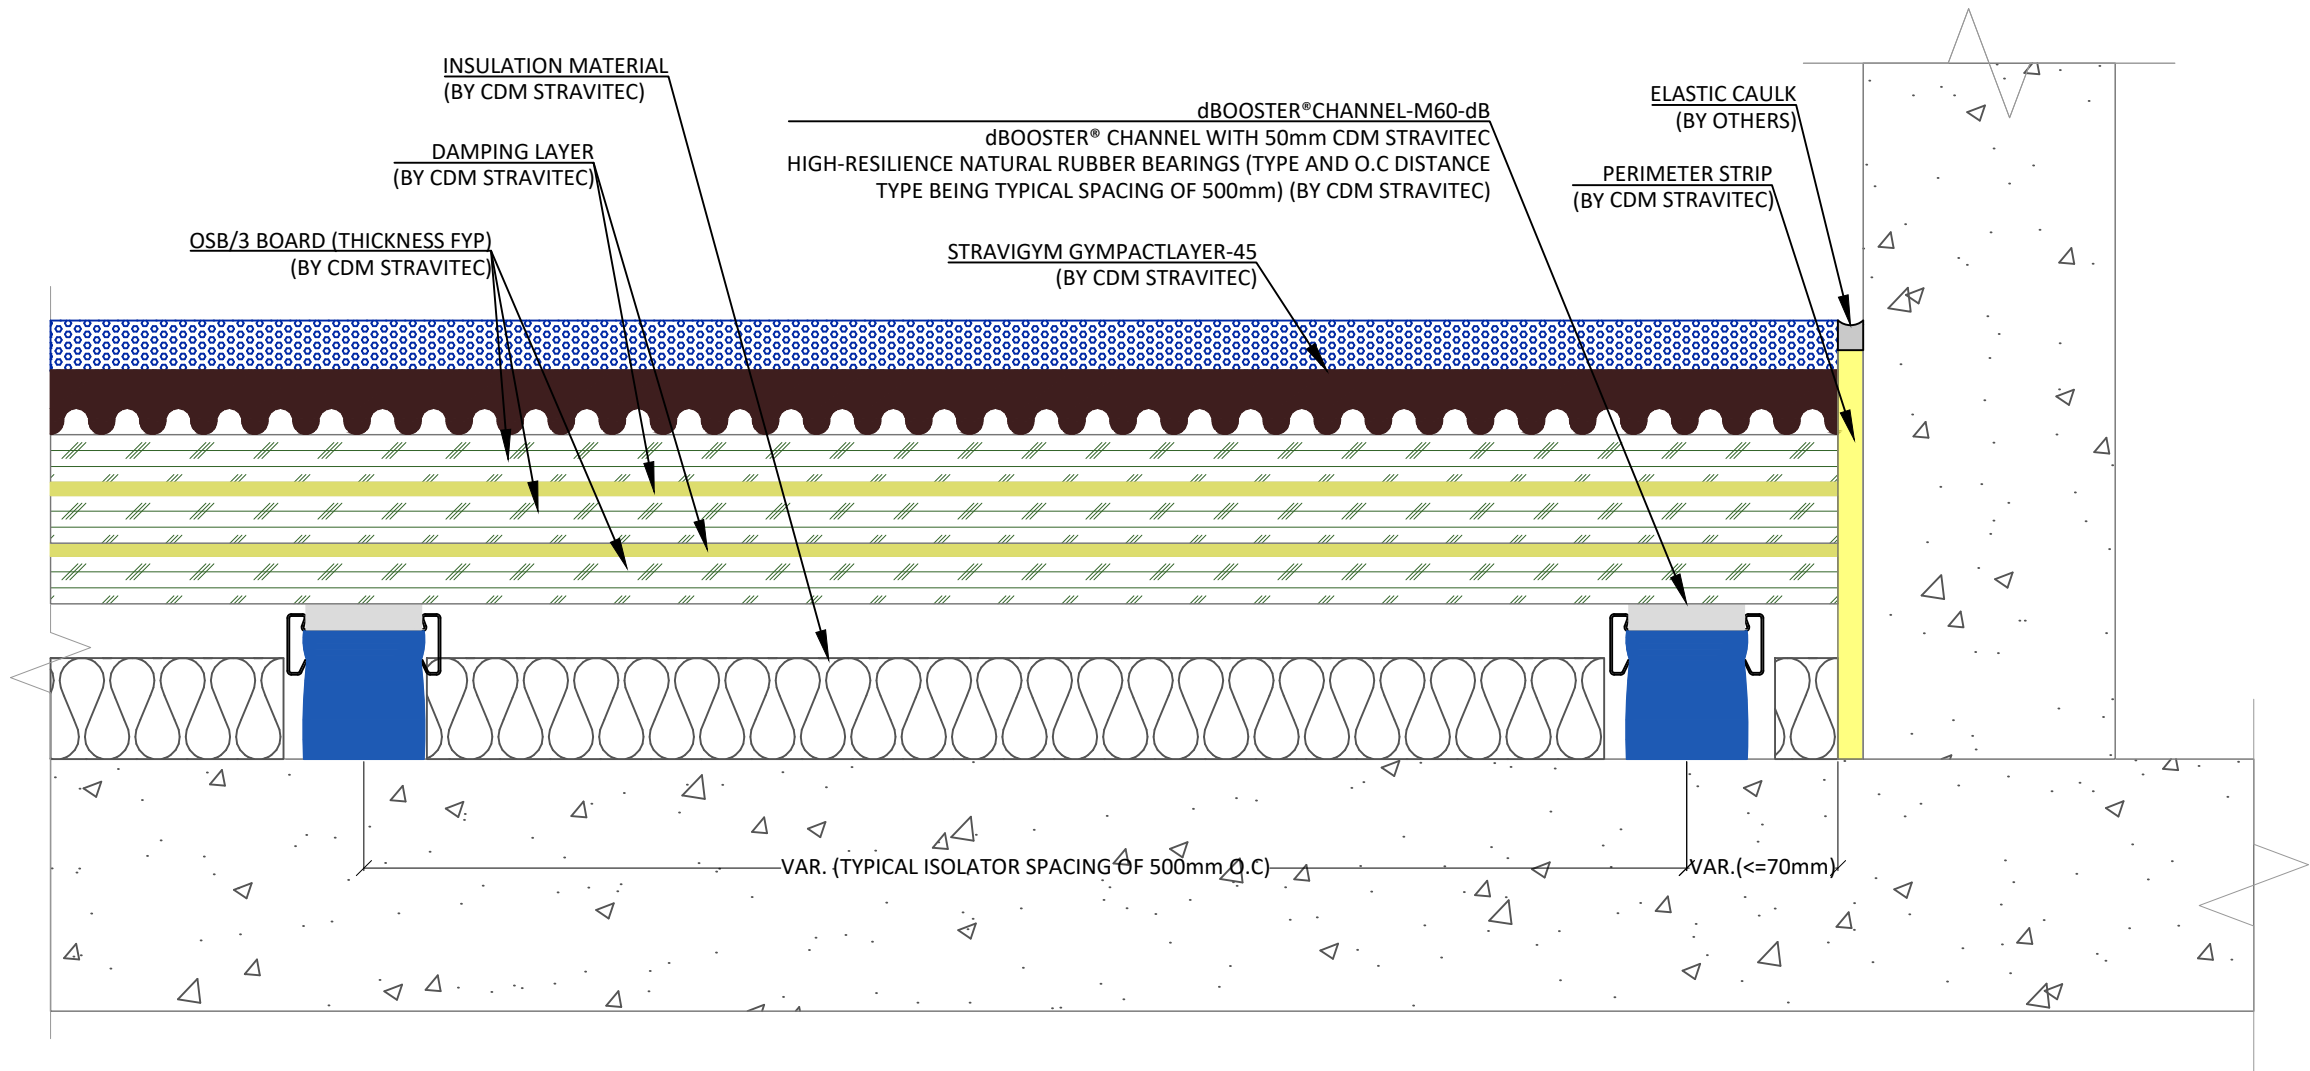 INSULATION MATERIAL
(BY CDM STRAVITEC)
DAMPING LAYER
(BY CDM STRAVITEC)
OSB/3 BOARD (THICKNESS FYP)
(BY CDM STRAVITEC)
dBOOSTER®CHANNEL-M60-dB
dBOOSTER® CHANNEL WITH 50mm CDM STRAVITEC
HIGH-RESILIENCE NATURAL RUBBER BEARINGS (TYPE AND O.C DISTANCE
TYPE BEING TYPICAL SPACING OF 500mm) (BY CDM STRAVITEC)
STRAVIGYM GYMPACTLAYER-45
(BY CDM STRAVITEC)
ELASTIC CAULK
(BY OTHERS)
PERIMETER STRIP
(BY CDM STRAVITEC)
VAR. (TYPICAL ISOLATOR SPACING OF 500mm O.C)
VAR.(<=70mm)